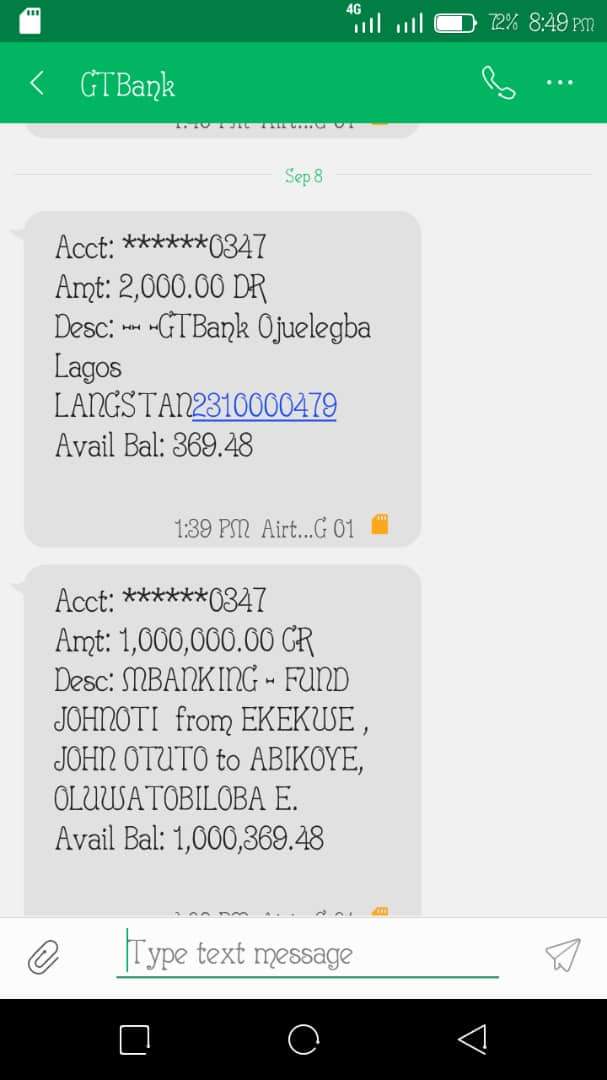 4G 72% 8:49 PM
GTBank
Sep 8
Acct: ******0347
Amt: 2,000.00 DR
Desc: -- -GTBank Ojuelegba
Lagos
LANGSTAN2310000479
Avail Bal: 369.48
1:39 PM Airt...G 01
Acct: ******0347
Amt: 1,000,000.00 CR
Desc: MBANKING - FUND
JOHNOTI from EKEKWE ,
JOHN OTUTO to ABIKOYE,
OLUWATOBILOBA E.
Avail Bal: 1,000,369.48
Type text message